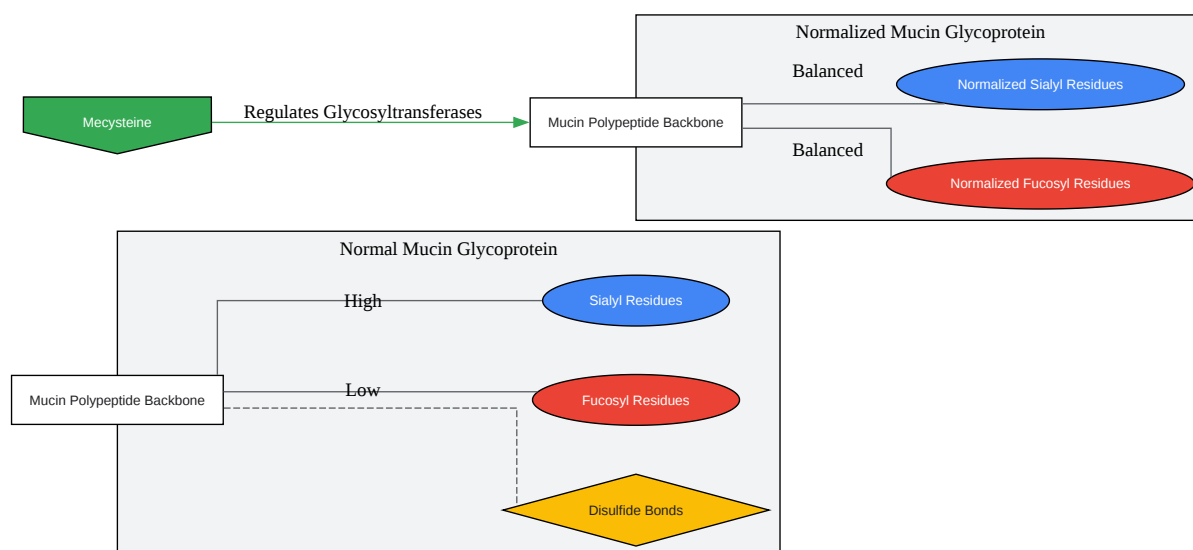 Normalized Mucin Glycoprotein
Balanced
Normalized Sialyl Residues
Mecysteine
Regulates Glycosyltransferases
Mucin Polypeptide Backbone
Balanced
Normalized Fucosyl Residues
Normal Mucin Glycoprotein
High
Sialyl Residues
Mucin Polypeptide Backbone
Low
Fucosyl Residues
Disulfide Bonds